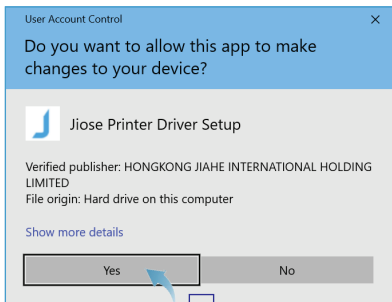 User Account Control
Do you want to allow this app to make
changes to your device?
Jiose Printer Driver Setup
Verified publisher: HONGKONG JIAHE INTERNATIONAL HOLDING
LIMITED
File origin: Hard drive on this computer
Show more details
Yes
No